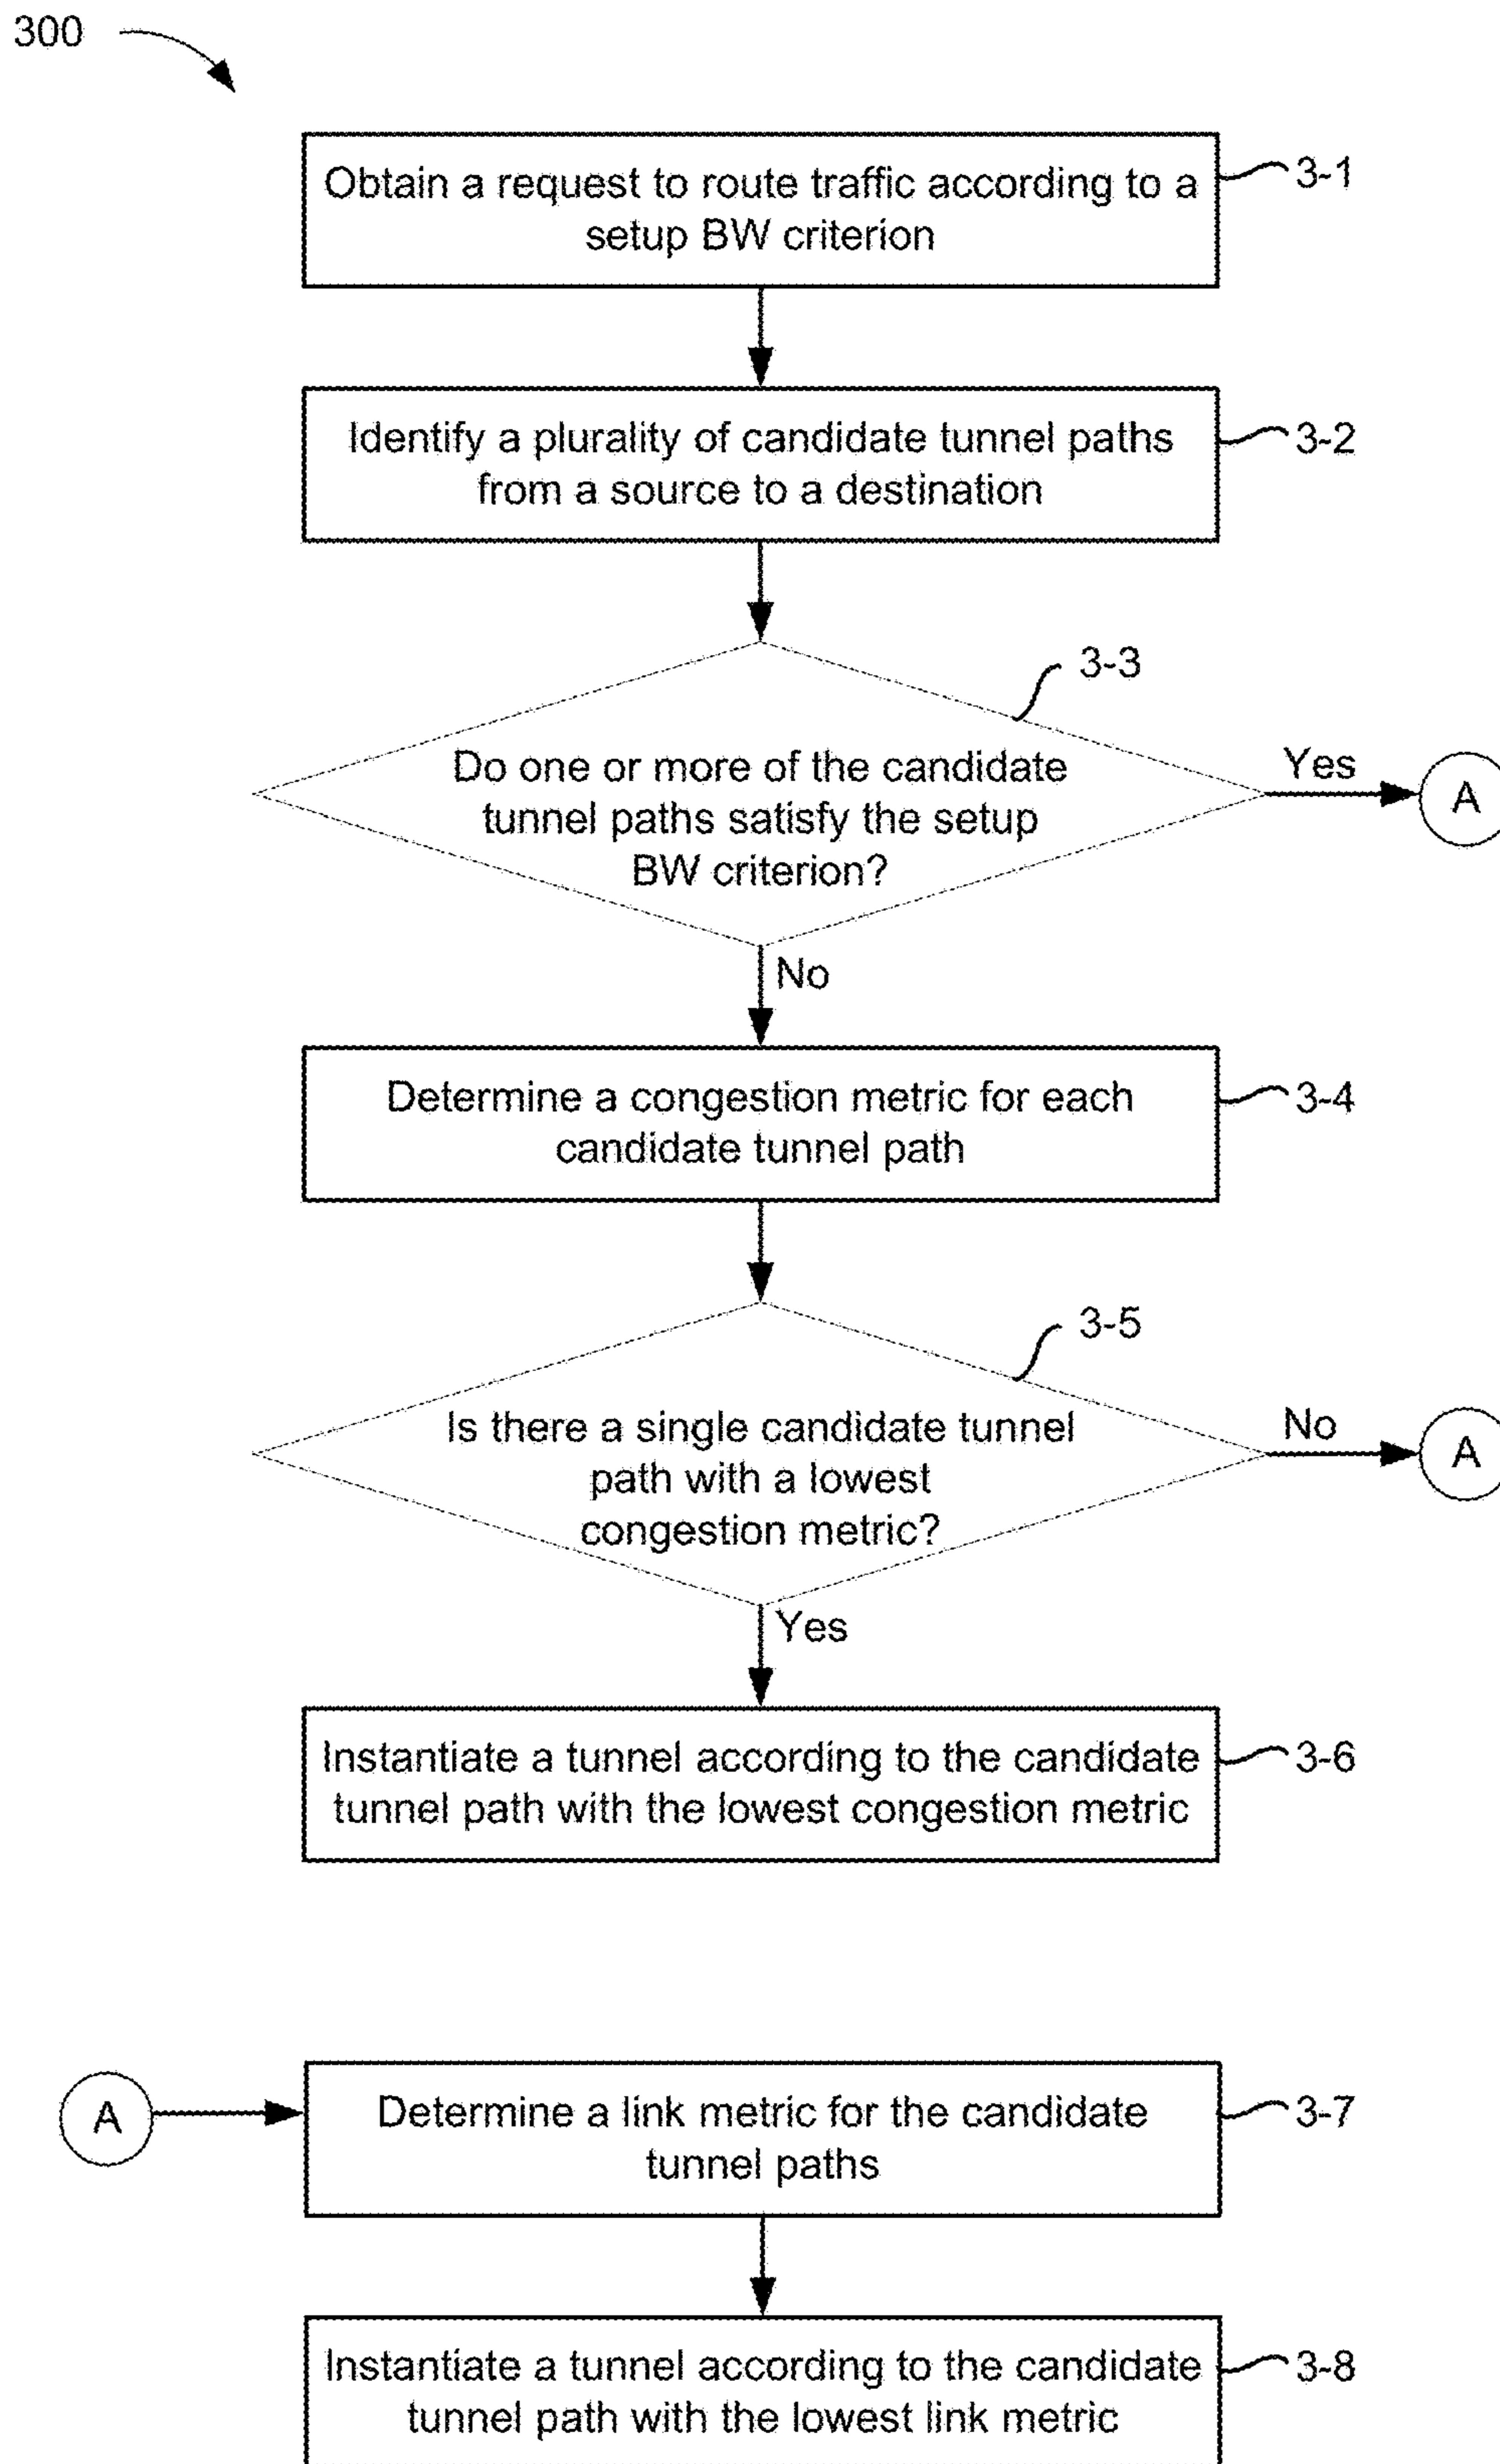 300
Obtain a request to route traffic according to a
setup BW criterion
3-1
Identify a plurality of candidate tunnel paths
from a source to a destination
3-2
3-3
Do one or more of the candidate
tunnel paths satisfy the setup
BW criterion?
Yes
A
No
Determine a congestion metric for each
candidate tunnel path
3-4
3-5
Is there a single candidate tunnel
path with a lowest
congestion metric?
No
A
Yes
Instantiate a tunnel according to the candidate
tunnel path with the lowest congestion metric
3-6
A
Determine a link metric for the candidate
tunnel paths
3-7
Instantiate a tunnel according to the candidate
tunnel path with the lowest link metric
3-8